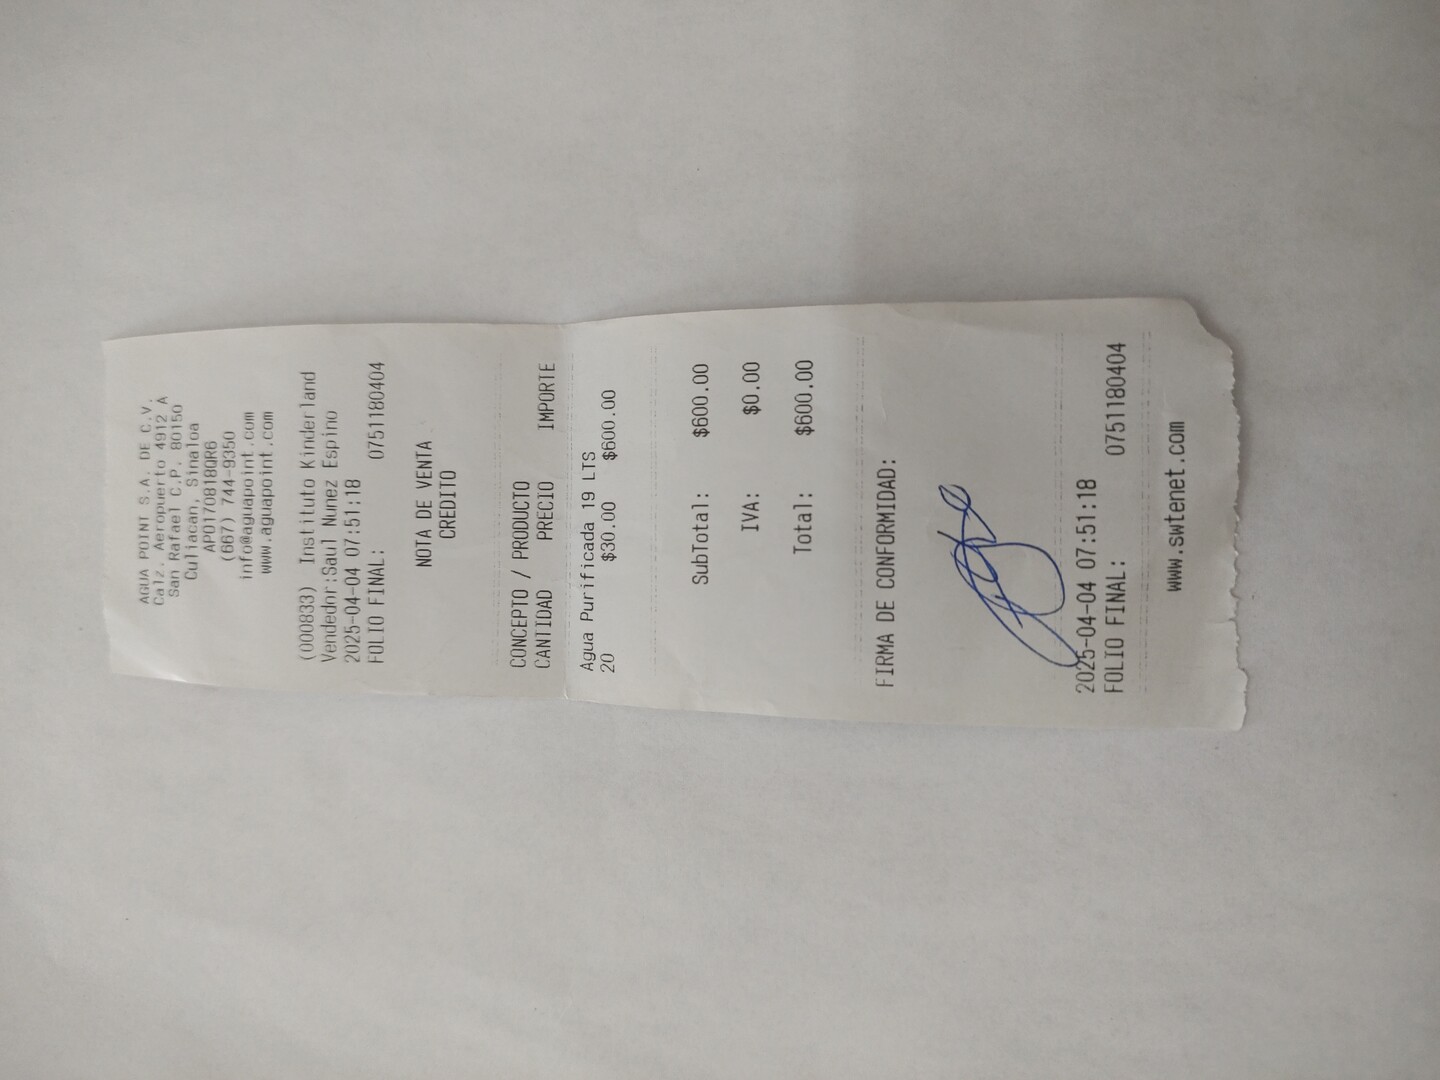 AGUA POINT S.A. DE C.V.
Calz. Aeropuerto 4912 A
San Rafael C.P. 80150
Culiacan, Sinaloa
APO170818QR6
(667) 744-9350
info@aguapoint.com
www.aguapoint.com
(000833) Instituto Kinderland
Vendedor:Saul Nunez Espino
2025-04-04 07:51:18
FOLIO FINAL: 0751180404
NOTA DE VENTA
CREDITO
CONCEPTO / PRODUCTO
CANTIDAD PRECIO IMPORTE
Agua Purificada 19 LTS
20 $30.00 $600.00
SubTotal: $600.00
IVA: $0.00
Total: $600.00
FIRMA DE CONFORMIDAD:
2025-04-04 07:51:18
FOLIO FINAL: 0751180404
www.swtenet.com